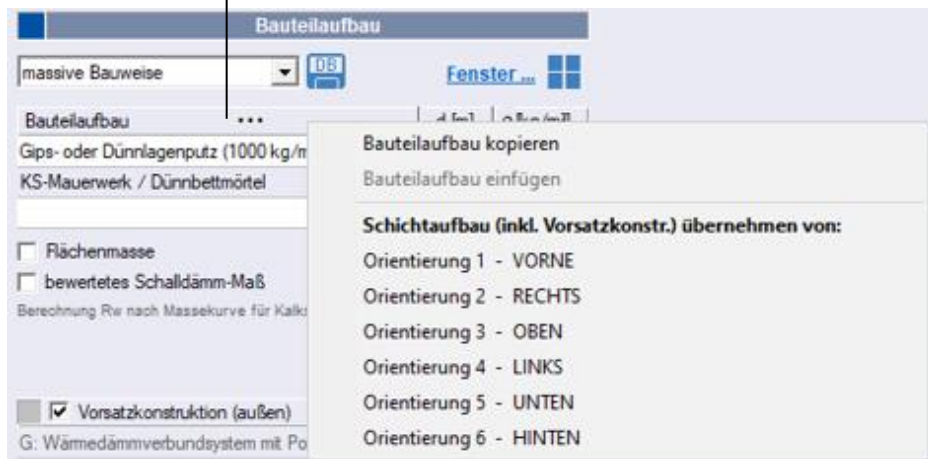 Bauteilaufbau
massive Bauweise
DB
Fenster ...
Bauteilaufbau ...
d [m]
Gips- oder Dünnlagenputz (1000 kg/m
KS-Mauerwerk / Dünnbettmörtel
Flächenmasse
bewertetes Schalldämm-Maß
Berechnung Rw nach Massekurve für Kalks
Vorsatzkonstruktion (außen)
G: Wärmedämmverbundsystem mit Po
Bauteilaufbau kopieren
Bauteilaufbau einfügen
Schichtaufbau (inkl. Vorsatzkonstr.) übernehmen von:
Orientierung 1 - VORNE
Orientierung 2 - RECHTS
Orientierung 3 - OBEN
Orientierung 4 - LINKS
Orientierung 5 - UNTEN
Orientierung 6 - HINTEN